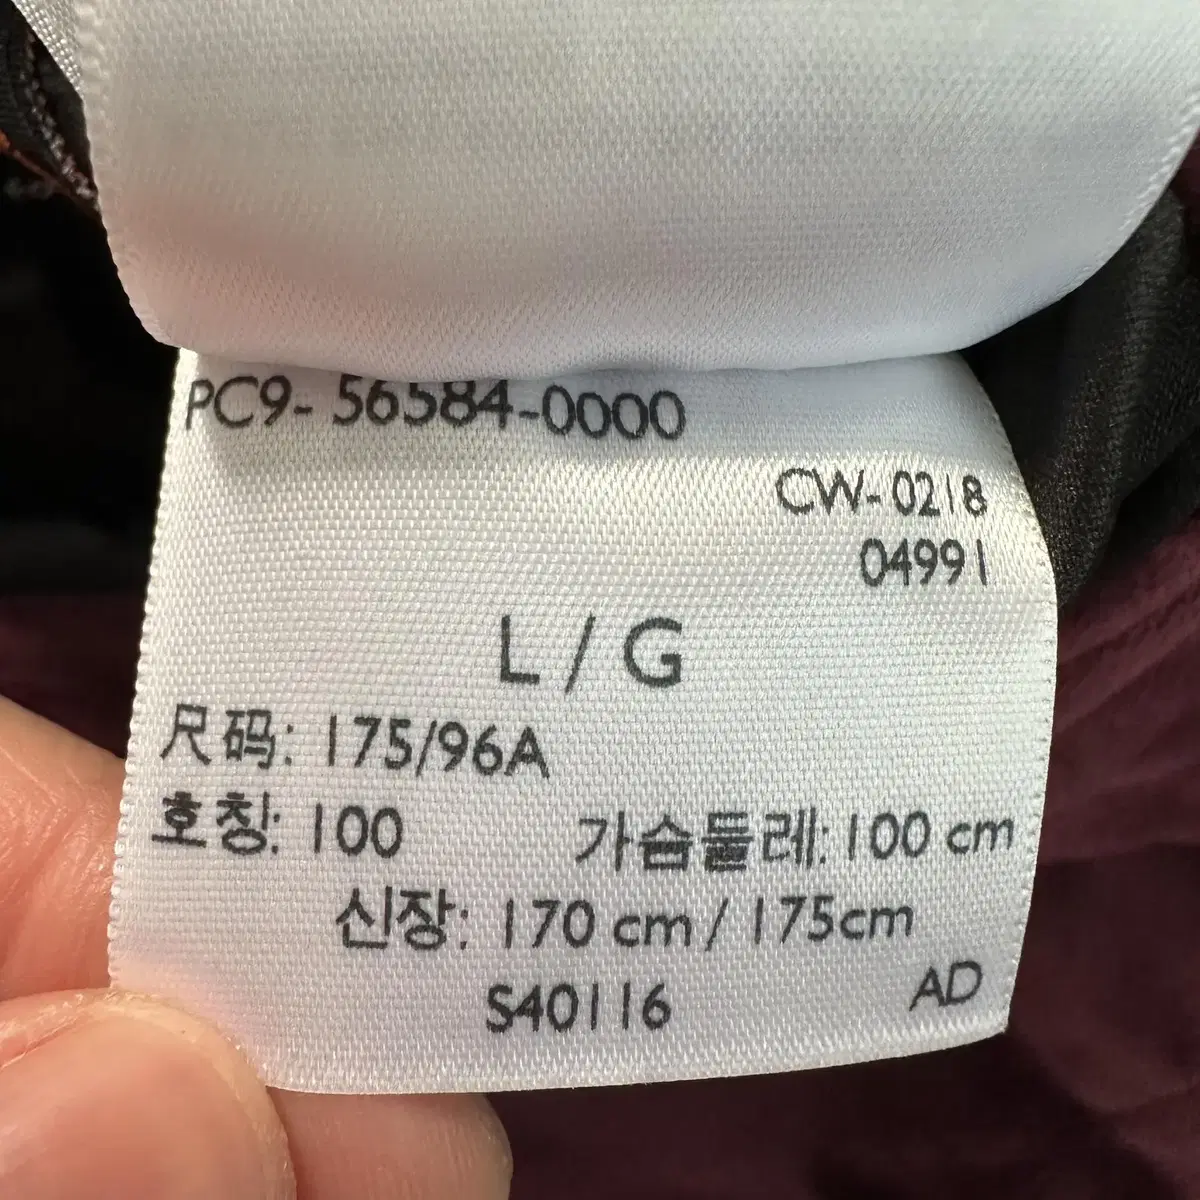 PC9-56584-0000
CW-0218
04991
L/G
尺码: 175/96A
호칭: 100 가슴둘레: 100 cm
신장: 170 cm / 175cm
S40116 AD